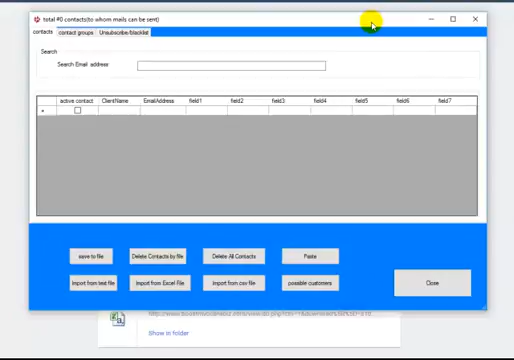 total #0 contacts(to whom mails can be sent)
contacts contact groups Unsubscribe/blacklist
Search
Search Email address
active contact ClientName EmailAddress field1 field2 field3 field4 field5 field6 field7
save to file Delete Contacts by file Delete All Contacts Paste
Import from text file Import from Excel File Import from csv file possible customers Close
Show in folder